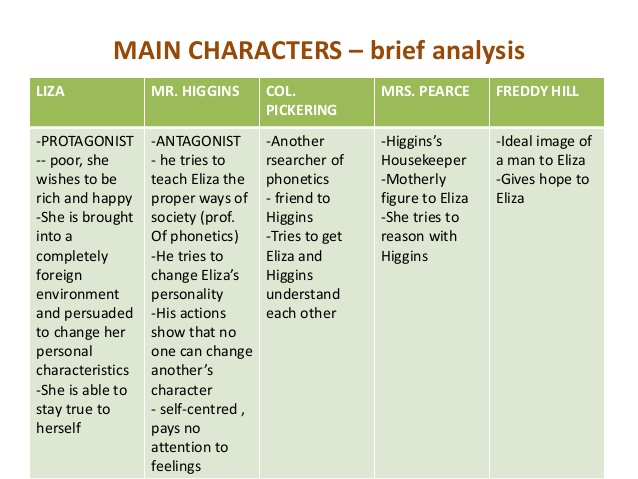 MAIN CHARACTERS – brief analysis
LIZA
MR. HIGGINS
COL.
PICKERING
MRS. PEARCE
FREDDY HILL
-PROTAGONIST
-- poor, she
wishes to be
rich and happy
-She is brought
into a
completely
foreign
environment
and persuaded
to change her
personal
characteristics
-She is able to
stay true to
herself
-ANTAGONIST
- he tries to
teach Eliza the
proper ways of
society (prof.
Of phonetics)
-He tries to
change Eliza’s
personality
-His actions
show that no
one can change
another’s
character
- self-centred ,
pays no
attention to
feelings
-Another
rsearcher of
phonetics
- friend to
Higgins
-Tries to get
Eliza and
Higgins
understand
each other
-Higgins’s
Housekeeper
-Motherly
figure to Eliza
-She tries to
reason with
Higgins
-Ideal image of
a man to Eliza
-Gives hope to
Eliza